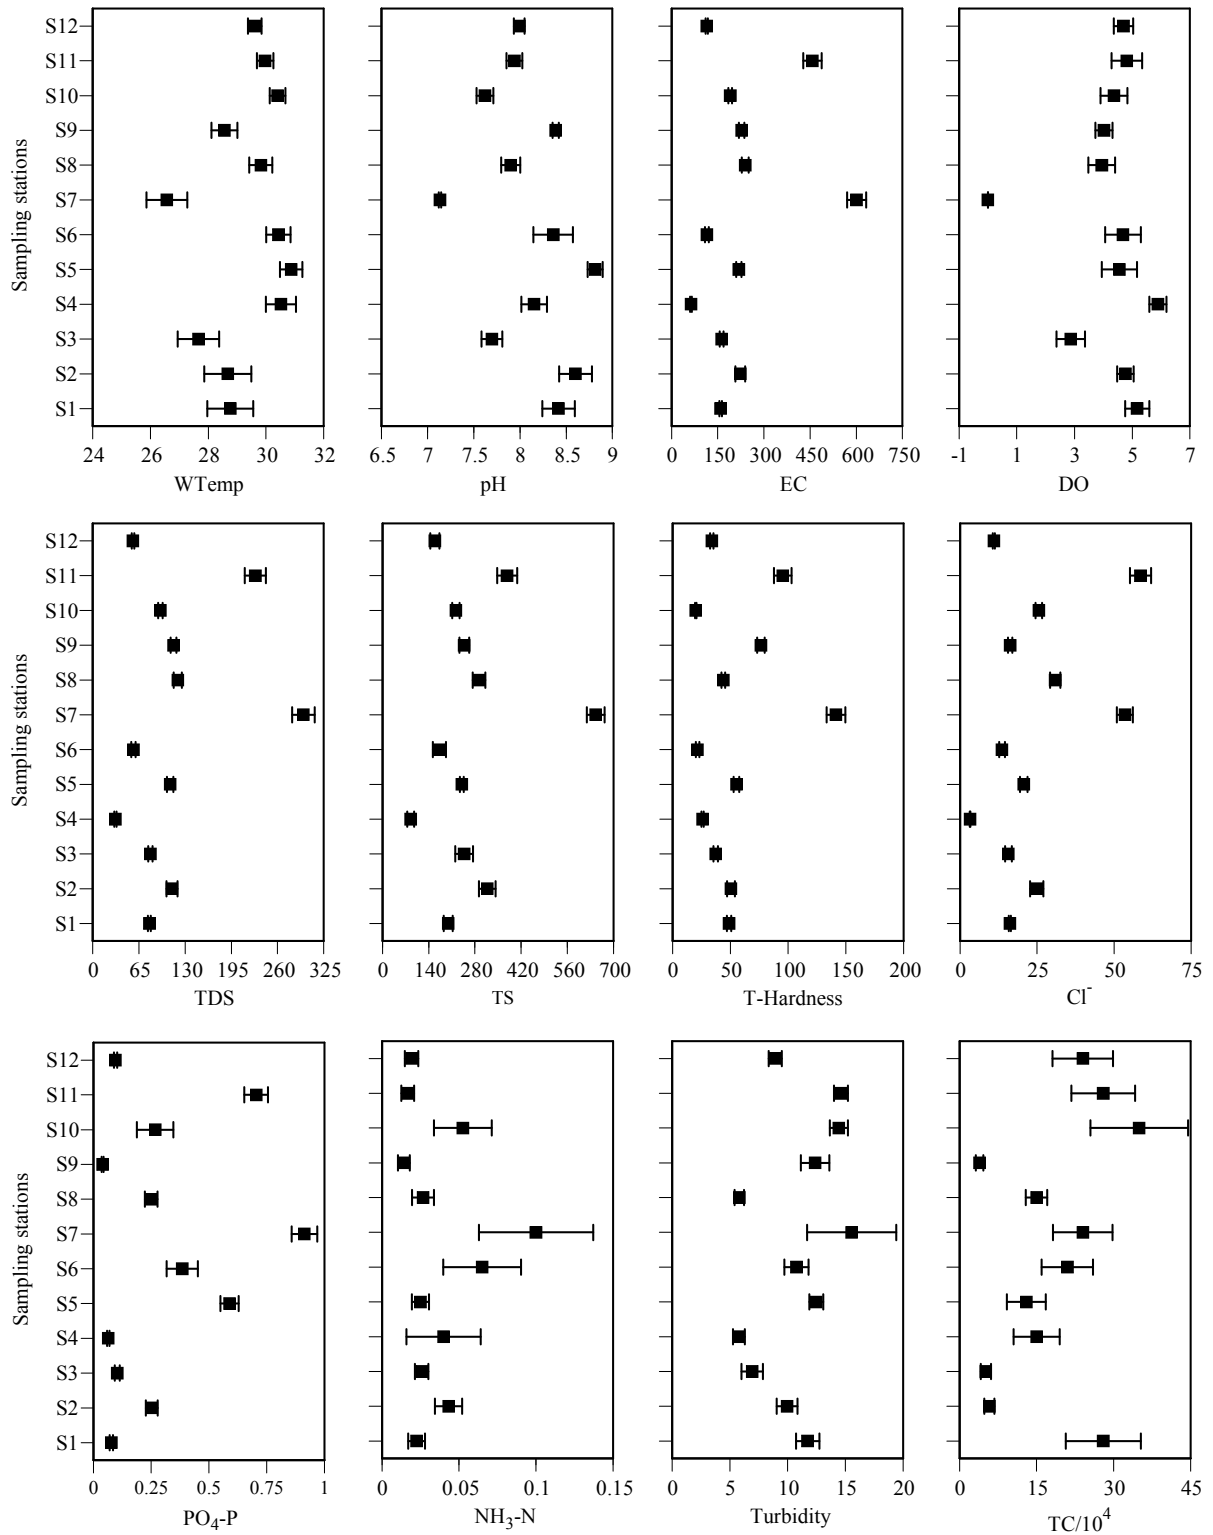 Sampling stations
S12
S11
S10
S9
S8
S7
S6
S5
S4
S3
S2
S1
24 26 28 30 32
WTemp
6.5 7 7.5 8 8.5 9
pH
0 150 300 450 600 750
EC
-1 1 3 5 7
DO
Sampling stations
S12
S11
S10
S9
S8
S7
S6
S5
S4
S3
S2
S1
0 65 130 195 260 325
TDS
0 140 280 420 560 700
TS
0 50 100 150 200
T-Hardness
0 25 50 75
Cl⁻
Sampling stations
S12
S11
S10
S9
S8
S7
S6
S5
S4
S3
S2
S1
0 0.25 0.5 0.75 1
PO₄-P
0 0.05 0.1 0.15
NH₃-N
0 5 10 15 20
Turbidity
0 15 30 45
TC/10⁴